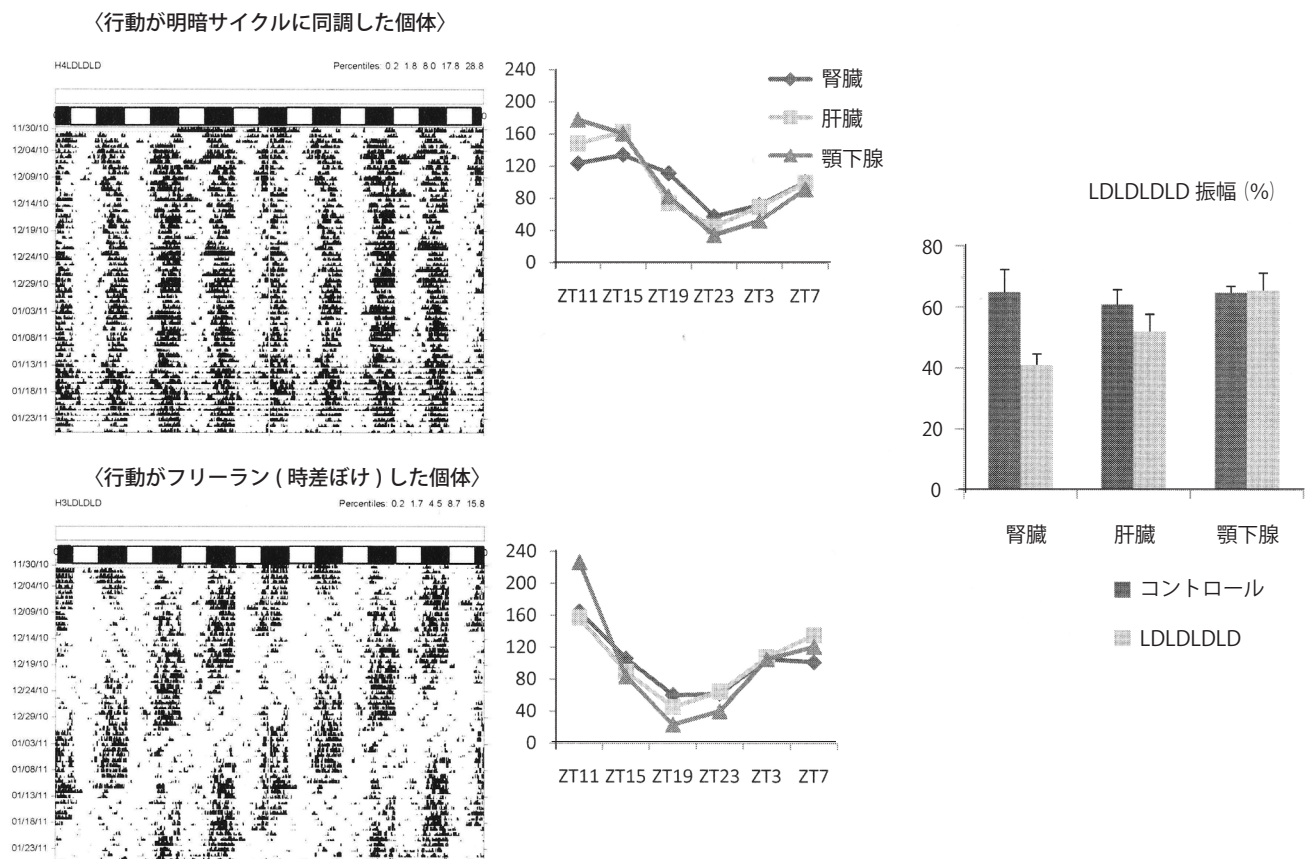 〈行動が明暗サイクルに同調した個体〉
H4LDLDLD
Percentiles: 0.2 1.8 8.0 17.8 28.8
11/30/10
12/04/10
12/09/10
12/14/10
12/19/10
12/24/10
12/29/10
01/03/11
01/08/11
01/13/11
01/18/11
01/23/11
240
200
160
120
80
40
0
ZT11 ZT15 ZT19 ZT23 ZT3 ZT7
腎臓
肝臓
顎下腺
〈行動がフリーラン ( 時差ぼけ ) した個体〉
H3LDLDLD
Percentiles: 0.2 1.7 4.5 8.7 15.8
11/30/10
12/04/10
12/09/10
12/14/10
12/19/10
12/24/10
12/29/10
01/03/11
01/08/11
01/13/11
01/18/11
01/23/11
240
200
160
120
80
40
0
ZT11 ZT15 ZT19 ZT23 ZT3 ZT7
LDLDLDLD 振幅 (%)
80
60
40
20
0
腎臓 肝臓 顎下腺
コントロール
LDLDLDLD